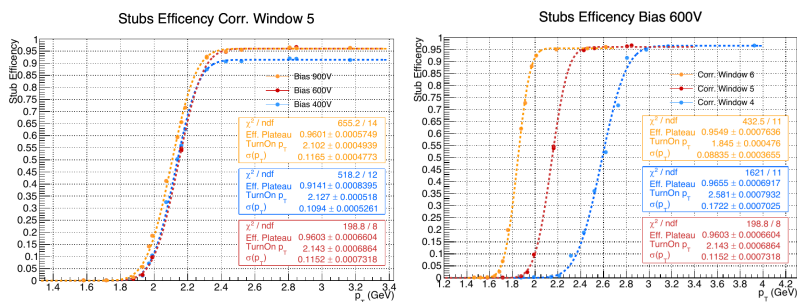 Stubs Efficency Corr. Window 5
Stub Efficency
1
0.95
0.9
0.85
0.8
0.75
0.7
0.65
0.6
0.55
0.5
0.45
0.4
0.35
0.3
0.25
0.2
0.15
0.1
0.05
0
Bias 900V
Bias 600V
Bias 400V
χ² / ndf 655.2 / 14
Eff. Plateau 0.9601 ± 0.0005749
TurnOn p_T 2.102 ± 0.0004939
σ(p_T) 0.1165 ± 0.0004773
χ² / ndf 518.2 / 12
Eff. Plateau 0.9141 ± 0.0008395
TurnOn p_T 2.127 ± 0.000518
σ(p_T) 0.1094 ± 0.0005261
χ² / ndf 198.8 / 8
Eff. Plateau 0.9603 ± 0.0006604
TurnOn p_T 2.143 ± 0.0006864
σ(p_T) 0.1152 ± 0.0007318
1.4 1.6 1.8 2 2.2 2.4 2.6 2.8 3 3.2 3.4
p_T (GeV)
Stubs Efficency Bias 600V
Stub Efficency
1
0.95
0.9
0.85
0.8
0.75
0.7
0.65
0.6
0.55
0.5
0.45
0.4
0.35
0.3
0.25
0.2
0.15
0.1
0.05
0
Corr. Window 6
Corr. Window 5
Corr. Window 4
χ² / ndf 432.5 / 11
Eff. Plateau 0.9549 ± 0.0007636
TurnOn p_T 1.845 ± 0.000476
σ(p_T) 0.08835 ± 0.0003655
χ² / ndf 1621 / 11
Eff. Plateau 0.9655 ± 0.0006917
TurnOn p_T 2.581 ± 0.0007932
σ(p_T) 0.1722 ± 0.0007025
χ² / ndf 198.8 / 8
Eff. Plateau 0.9603 ± 0.0006604
TurnOn p_T 2.143 ± 0.0006864
σ(p_T) 0.1152 ± 0.0007318
1.2 1.4 1.6 1.8 2 2.2 2.4 2.6 2.8 3 3.2 3.4 3.6 3.8 4 4.2
p_T (GeV)